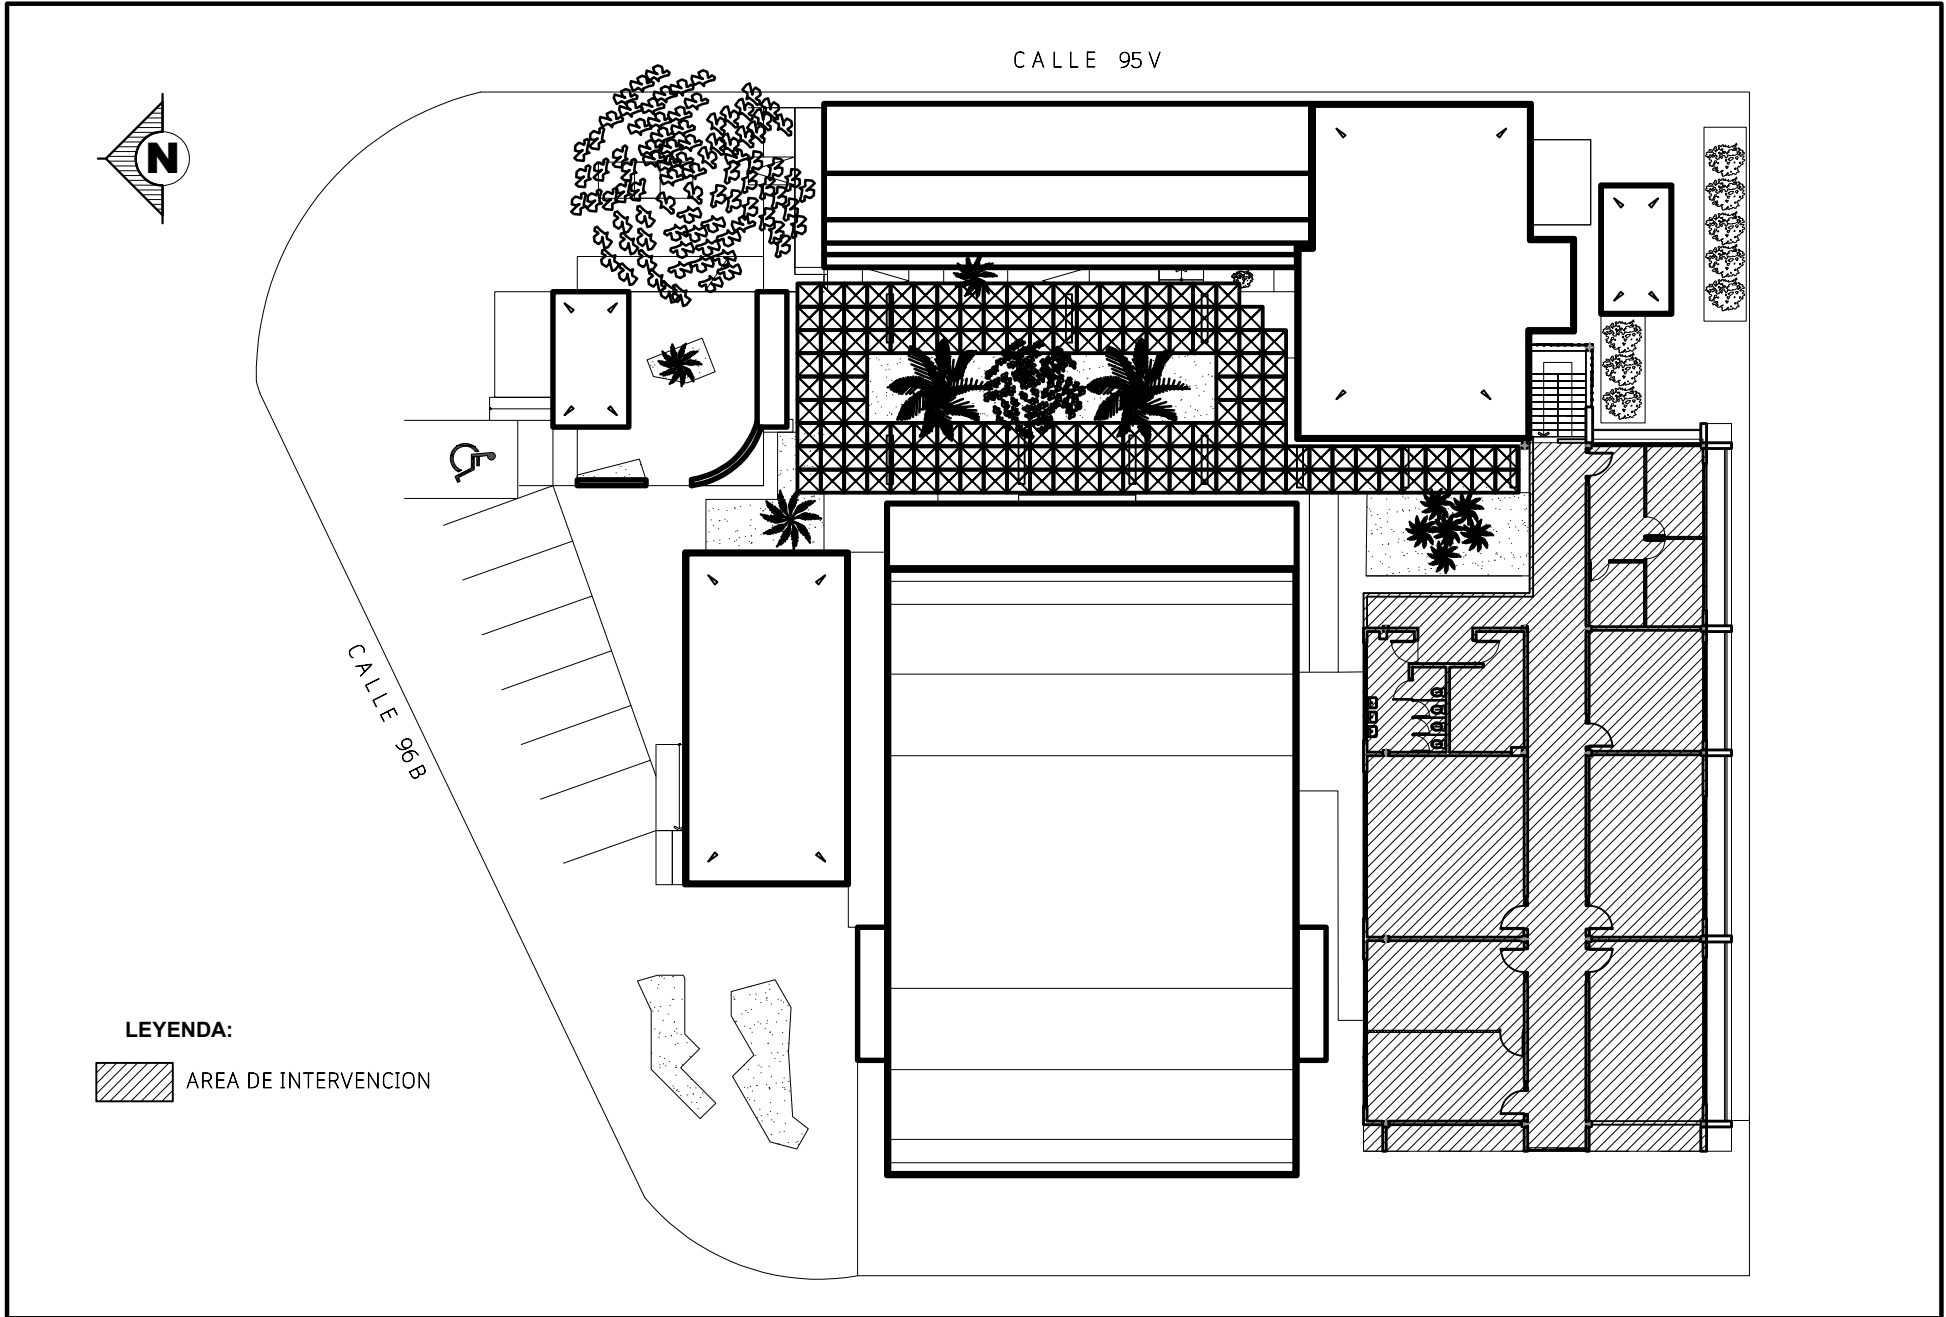 CALLE 95V
N
CALLE 96B
LEYENDA:
AREA DE INTERVENCION